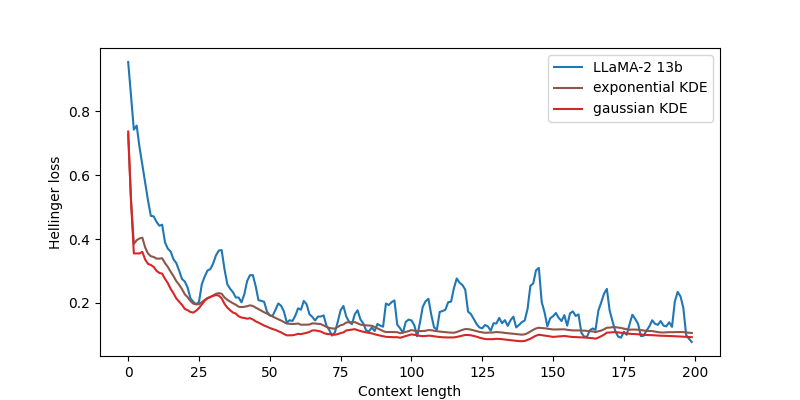 LLaMA-2 13b
exponential KDE
gaussian KDE
0.8
0.6
0.4
0.2
Hellinger loss
0 25 50 75 100 125 150 175 200
Context length